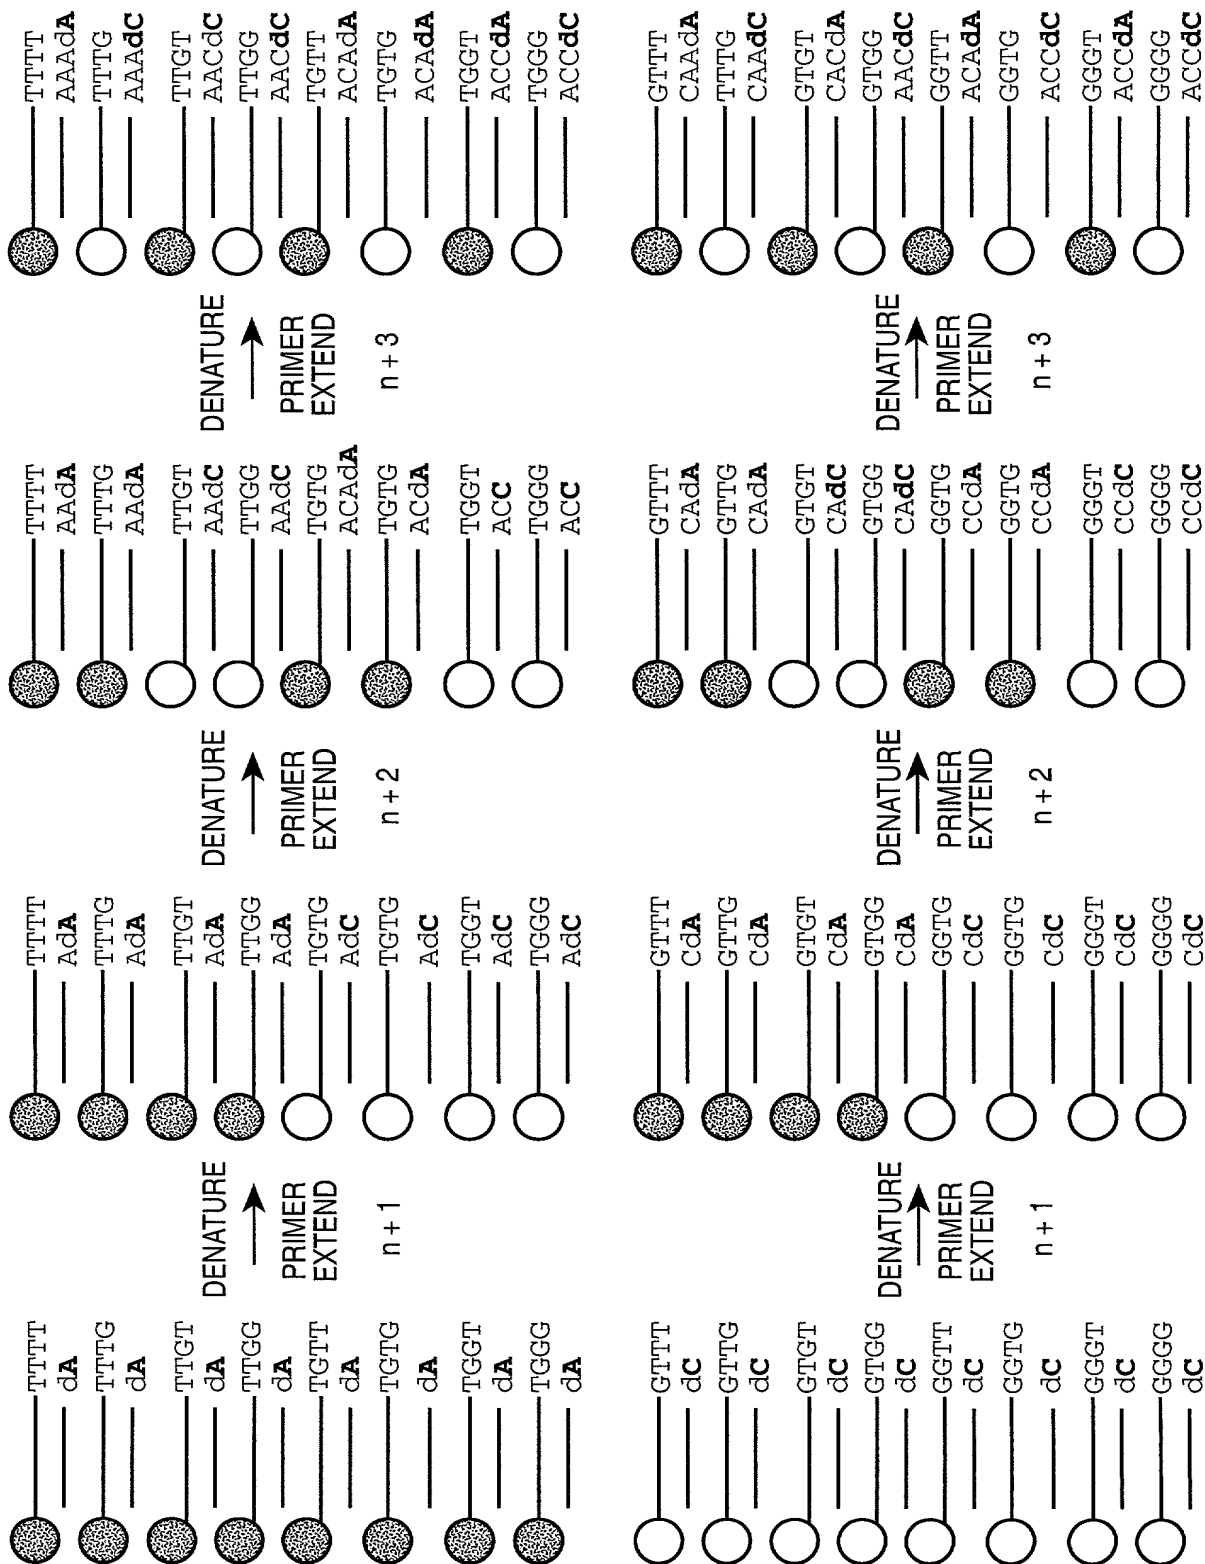 TTTT
dA
TTTG
dA
TTGT
dA
TTGG
dA
TGTT
dA
TGTG
dA
TGGT
dA
TGGG
dA
DENATURE
PRIMER
EXTEND
n + 1
TTTT
AdA
TTTG
AdA
TTGT
AdA
TTGG
AdA
TGTG
AdC
TGTG
AdC
TGGT
AdC
TGGG
AdC
DENATURE
PRIMER
EXTEND
n + 2
TTTT
AAdA
TTTG
AAdA
TTGT
AAdC
TTGG
AAdC
TGTG
ACAdA
TGTG
ACdA
TGGT
ACC
TGGG
ACC
DENATURE
PRIMER
EXTEND
n + 3
TTTT
AAAdA
TTTG
AAAdC
TTGT
AACdC
TTGG
AACdC
TGTT
ACAdA
TGTG
ACAdA
TGGT
ACCdA
TGGG
ACCdC
GTTT
dC
GTTG
dC
GTGT
dC
GTGG
dC
GGTT
dC
GGTG
dC
GGGT
dC
GGGG
dC
DENATURE
PRIMER
EXTEND
n + 1
GTTT
CdA
GTTG
CdA
GTGT
CdA
GTGG
CdA
GGTG
CdC
GGTG
CdC
GGGT
CdC
GGGG
CdC
DENATURE
PRIMER
EXTEND
n + 2
GTTT
CAdA
GTTG
CAdA
GTGT
CAdC
GTGG
CAdC
GGTG
CCdA
GGTG
CCdA
GGGT
CCdC
GGGG
CCdC
DENATURE
PRIMER
EXTEND
n + 3
GTTT
CAAdA
TTTG
CAAdC
GTGT
CACdA
GTGG
AACdC
GGTT
ACAdA
GGTG
ACCdC
GGGT
ACCdA
GGGG
ACCdC